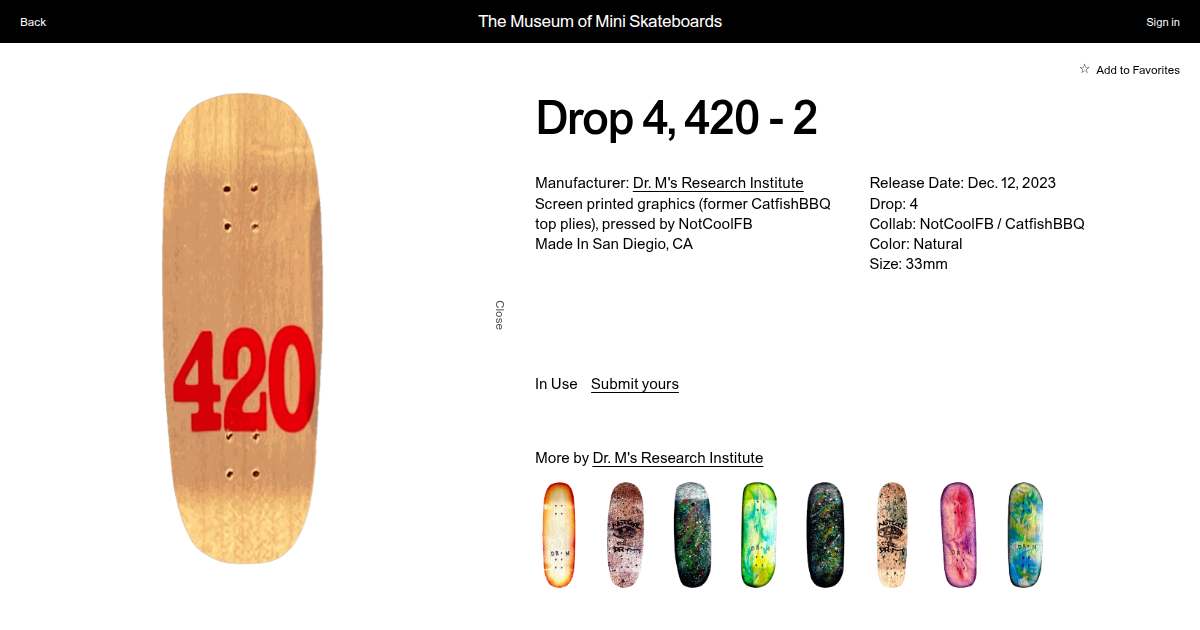 Back
The Museum of Mini Skateboards
Sign in
☆ Add to Favorites
Drop 4, 420 - 2
Manufacturer: Dr. M's Research Institute
Screen printed graphics (former CatfishBBQ
top plies), pressed by NotCoolFB
Made In San Diegio, CA
Release Date: Dec. 12, 2023
Drop: 4
Collab: NotCoolFB / CatfishBBQ
Color: Natural
Size: 33mm
420
Close
In Use Submit yours
More by Dr. M's Research Institute
DR M